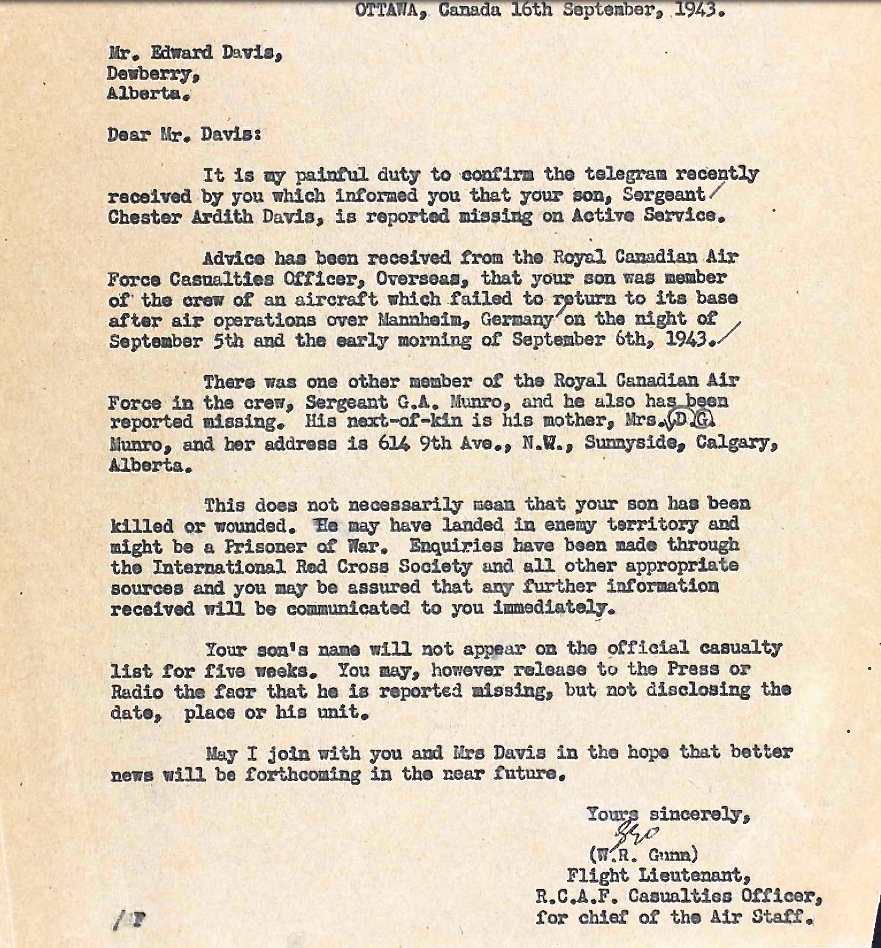 OTTAWA, Canada 16th September, 1943.
Mr. Edward Davis,
Dewberry,
Alberta.
Dear Mr. Davis:
It is my painful duty to confirm the telegram recently
received by you which informed you that your son, Sergeant
Chester Ardith Davis, is reported missing on Active Service.
Advice has been received from the Royal Canadian Air
Force Casualties Officer, Overseas, that your son was member
of the crew of an aircraft which failed to return to its base
after air operations over Mannheim, Germany on the night of
September 5th and the early morning of September 6th, 1943.
There was one other member of the Royal Canadian Air
Force in the crew, Sergeant G.A. Munro, and he also has been
reported missing. His next-of-kin is his mother, Mrs. D.G.
Munro, and her address is 614 9th Ave., N.W., Sunnyside, Calgary,
Alberta.
This does not necessarily mean that your son has been
killed or wounded. He may have landed in enemy territory and
might be a Prisoner of War. Enquiries have been made through
the International Red Cross Society and all other appropriate
sources and you may be assured that any further information
received will be communicated to you immediately.
Your son's name will not appear on the official casualty
list for five weeks. You may, however release to the Press or
Radio the facr that he is reported missing, but not disclosing the
date, place or his unit.
May I join with you and Mrs Davis in the hope that better
news will be forthcoming in the near future.
Yours sincerely,
(W.R. Gunn)
Flight Lieutenant,
R.C.A.F. Casualties Officer,
for chief of the Air Staff.